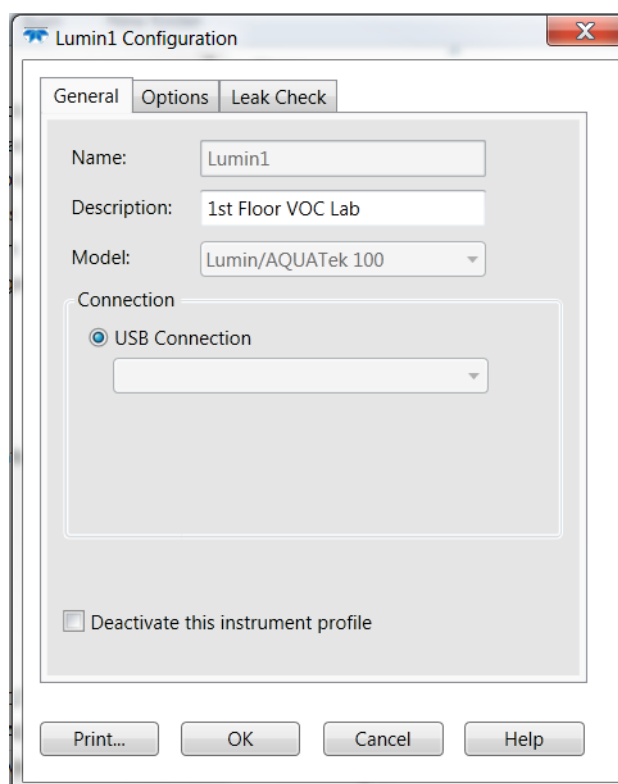 Lumin1 Configuration
General Options Leak Check
Name: Lumin1
Description: 1st Floor VOC Lab
Model: Lumin/AQUATek 100
Connection
USB Connection
Deactivate this instrument profile
Print... OK Cancel Help